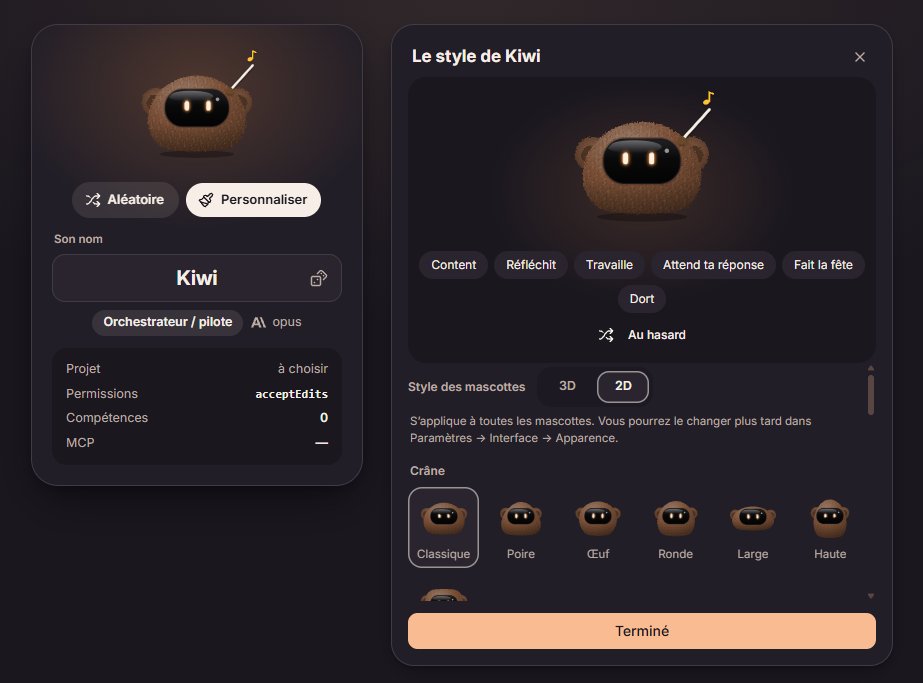 Aléatoire
Personnaliser
Son nom
Kiwi
Orchestrateur / pilote
opus
Projet
à choisir
Permissions
acceptEdits
Compétences
0
MCP
—
Le style de Kiwi
Content
Réfléchit
Travaille
Attend ta réponse
Fait la fête
Dort
Au hasard
Style des mascottes
3D
2D
S'applique à toutes les mascottes. Vous pourrez le changer plus tard dans
Paramètres → Interface → Apparence.
Crâne
Classique
Poire
Œuf
Ronde
Large
Haute
Terminé